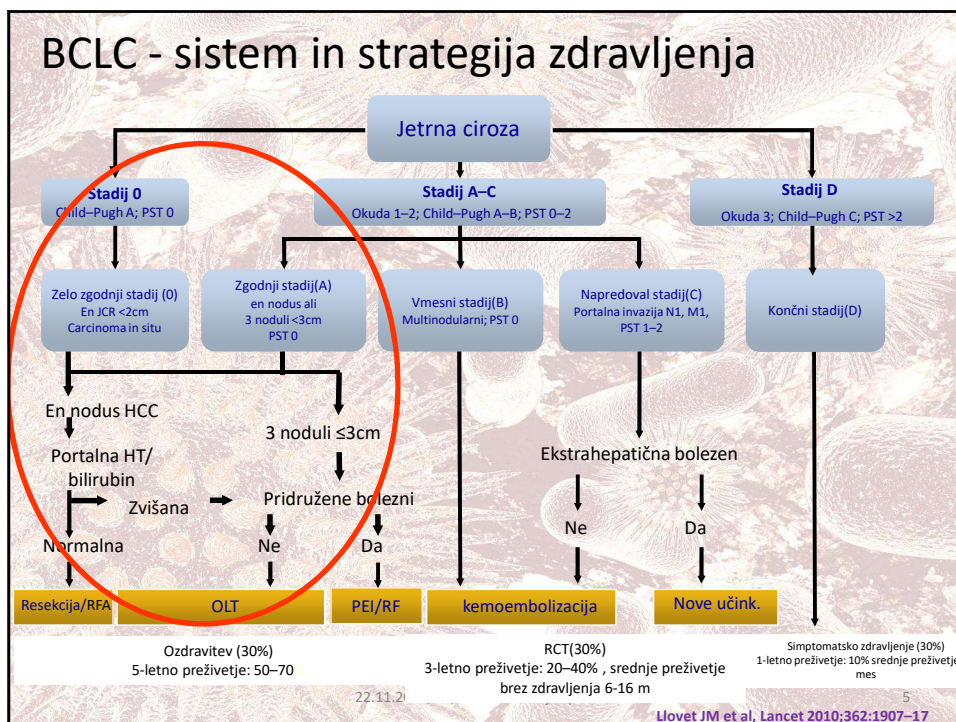 BCLC - sistem in strategija zdravljenja
Jetrna ciroza
Stadij 0
Child–Pugh A; PST 0
Stadij A–C
Okuda 1–2; Child–Pugh A–B; PST 0–2
Stadij D
Okuda 3; Child–Pugh C; PST >2
Zelo zgodnji stadij (0)
En JCR <2cm
Carcinoma in situ
Zgodnji stadij(A)
en nodus ali
3 noduli <3cm
PST 0
Vmesni stadij(B)
Multinodularni; PST 0
Napredoval stadij(C)
Portalna invazija N1, M1,
PST 1–2
Končni stadij(D)
En nodus HCC
3 noduli ≤3cm
Ekstrahepatična bolezen
Portalna HT/
bilirubin
Zvišana
Pridružene bolezni
Normalna
Ne
Da
Ne
Da
Resekcija/RFA
OLT
PEI/RF
kemoembolizacija
Nove učink.
Ozdravitev (30%)
5-letno preživetje: 50–70
RCT(30%)
3-letno preživetje: 20–40% , srednje preživetje
brez zdravljenja 6-16 m
Simptomatsko zdravljenje (30%)
1-letno preživetje: 10% srednje preživetje
mes
22.11.20
5
Llovet JM et al, Lancet 2010;362:1907–17